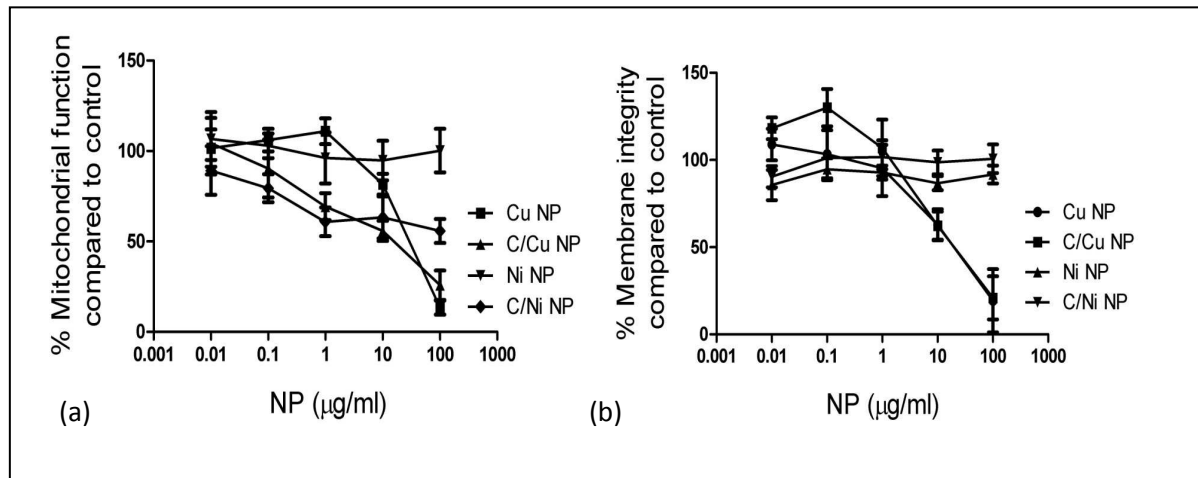 % Mitochondrial function
compared to control
150
100
50
0
0.001
0.01
0.1
1
10
100
1000
NP (μg/ml)
Cu NP
C/Cu NP
Ni NP
C/Ni NP
(a)
% Membrane integrity
compared to control
150
100
50
0
0.001
0.01
0.1
1
10
100
1000
NP (μg/ml)
Cu NP
C/Cu NP
Ni NP
C/Ni NP
(b)